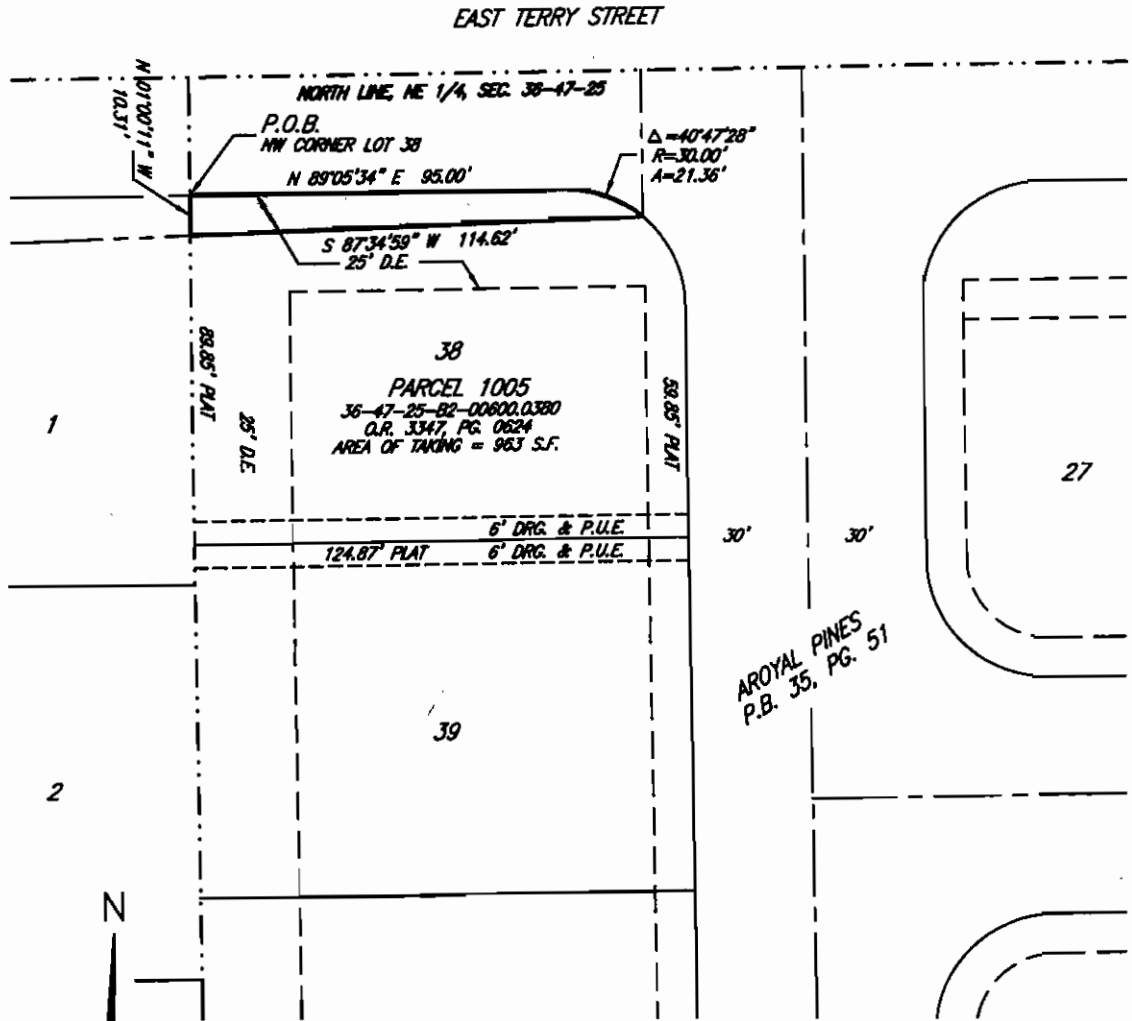 EAST TERRY STREET
NORTH LINE, NE 1/4, SEC. 36-47-25
N 01°00'11" W
10.31'
P.O.B.
NW CORNER LOT 38
N 89°05'34" E 95.00'
Δ=40°47'28"
R=30.00'
A=21.36'
S 87°34'59" W 114.62'
25' D.E.
38
PARCEL 1005
36-47-25-B2-00600.0380
O.R. 3347, PG. 0624
AREA OF TAKING = 963 S.F.
89.85' PLAT
25' D.E.
59.85' PLAT
1
27
6' DRG. & P.U.E.
124.87' PLAT 6' DRG. & P.U.E.
30'
30'
AROYAL PINES
P.B. 35, PG. 51
39
2
N